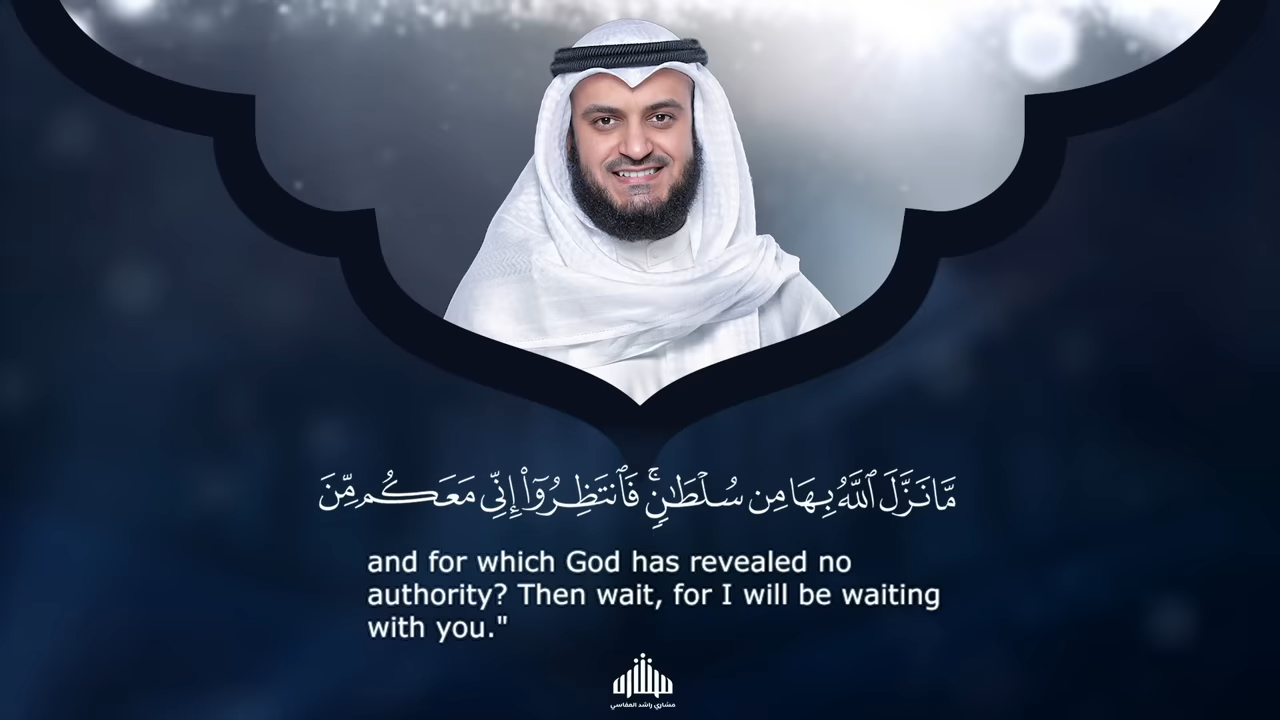 مَّا نَزَّلَ ٱللَّهُ بِهَا مِن سُلْطَـٰنٍۢ ۚ فَٱنتَظِرُوٓا۟ إِنِّى مَعَكُم مِّنَ
and for which God has revealed no
authority? Then wait, for I will be waiting
with you."
مشاري راشد العفاسي